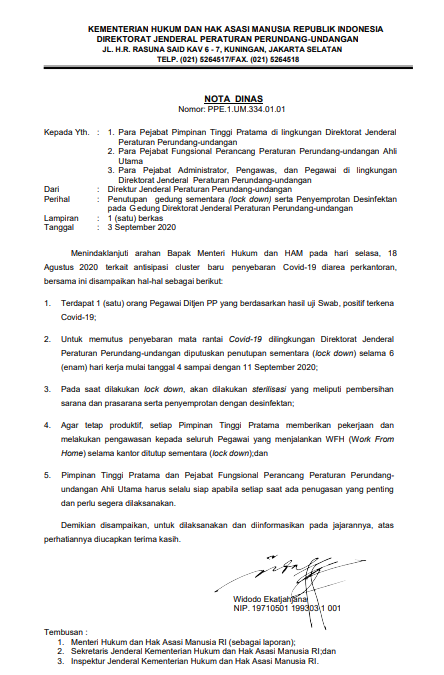 KEMENTERIAN HUKUM DAN HAK ASASI MANUSIA REPUBLIK INDONESIA
DIREKTORAT JENDERAL PERATURAN PERUNDANG-UNDANGAN
JL. H.R. RASUNA SAID KAV 6 - 7, KUNINGAN, JAKARTA SELATAN
TELP. (021) 5264517/FAX. (021) 5264518
NOTA DINAS
Nomor: PPE.1.UM.334.01.01
Kepada Yth. : 1. Para Pejabat Pimpinan Tinggi Pratama di lingkungan Direktorat Jenderal
Peraturan Perundang-undangan
2. Para Pejabat Fungsional Perancang Peraturan Perundang-undangan Ahli
Utama
3. Para Pejabat Administrator, Pengawas, dan Pegawai di lingkungan
Direktorat Jenderal Peraturan Perundang-undangan
Dari : Direktur Jenderal Peraturan Perundang-undangan
Perihal : Penutupan gedung sementara (lock down) serta Penyemprotan Desinfektan
pada Gedung Direktorat Jenderal Peraturan Perundang-undangan
Lampiran : 1 (satu) berkas
Tanggal : 3 September 2020
Menindaklanjuti arahan Bapak Menteri Hukum dan HAM pada hari selasa, 18
Agustus 2020 terkait antisipasi cluster baru penyebaran Covid-19 diarea perkantoran,
bersama ini disampaikan hal-hal sebagai berikut:
1. Terdapat 1 (satu) orang Pegawai Ditjen PP yang berdasarkan hasil uji Swab, positif terkena
Covid-19;
2. Untuk memutus penyebaran mata rantai Covid-19 dilingkungan Direktorat Jenderal
Peraturan Perundang-undangan diputuskan penutupan sementara (lock down) selama 6
(enam) hari kerja mulai tanggal 4 sampai dengan 11 September 2020;
3. Pada saat dilakukan lock down, akan dilakukan sterilisasi yang meliputi pembersihan
sarana dan prasarana serta penyemprotan dengan desinfektan;
4. Agar tetap produktif, setiap Pimpinan Tinggi Pratama memberikan pekerjaan dan
melakukan pengawasan kepada seluruh Pegawai yang menjalankan WFH (Work From
Home) selama kantor ditutup sementara (lock down);dan
5. Pimpinan Tinggi Pratama dan Pejabat Fungsional Perancang Peraturan Perundang-
undangan Ahli Utama harus selalu siap apabila setiap saat ada penugasan yang penting
dan perlu segera dilaksanakan.
Demikian disampaikan, untuk dilaksanakan dan diinformasikan pada jajarannya, atas
perhatiannya diucapkan terima kasih.
Widodo Ekatjahjana
NIP. 19710501 199303 1 001
Tembusan :
1. Menteri Hukum dan Hak Asasi Manusia RI (sebagai laporan);
2. Sekretaris Jenderal Kementerian Hukum dan Hak Asasi Manusia RI;dan
3. Inspektur Jenderal Kementerian Hukum dan Hak Asasi Manusia RI.